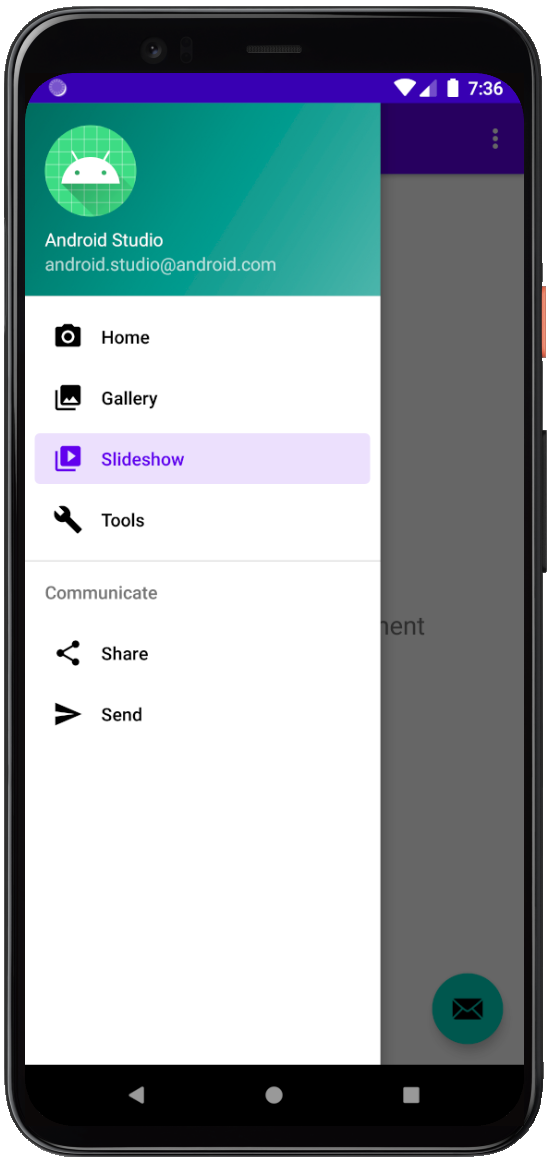 7:36
Android Studio
android.studio@android.com
Home
Gallery
Slideshow
Tools
Communicate
Share
Send